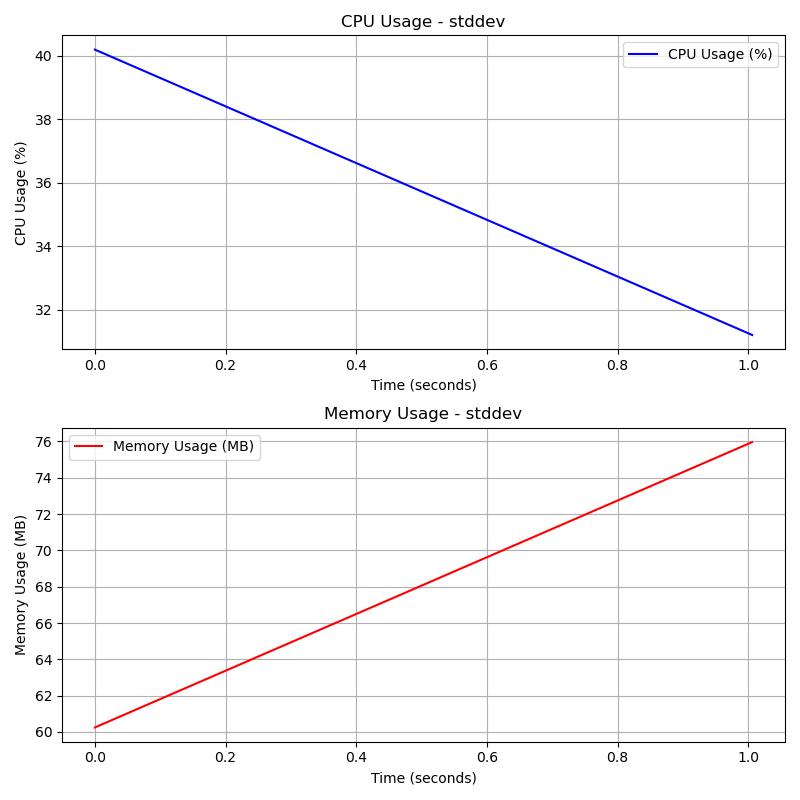 CPU Usage - stddev
CPU Usage (%)
CPU Usage (%)
40
38
36
34
32
0.0 0.2 0.4 0.6 0.8 1.0
Time (seconds)
Memory Usage - stddev
Memory Usage (MB)
Memory Usage (MB)
76
74
72
70
68
66
64
62
60
0.0 0.2 0.4 0.6 0.8 1.0
Time (seconds)